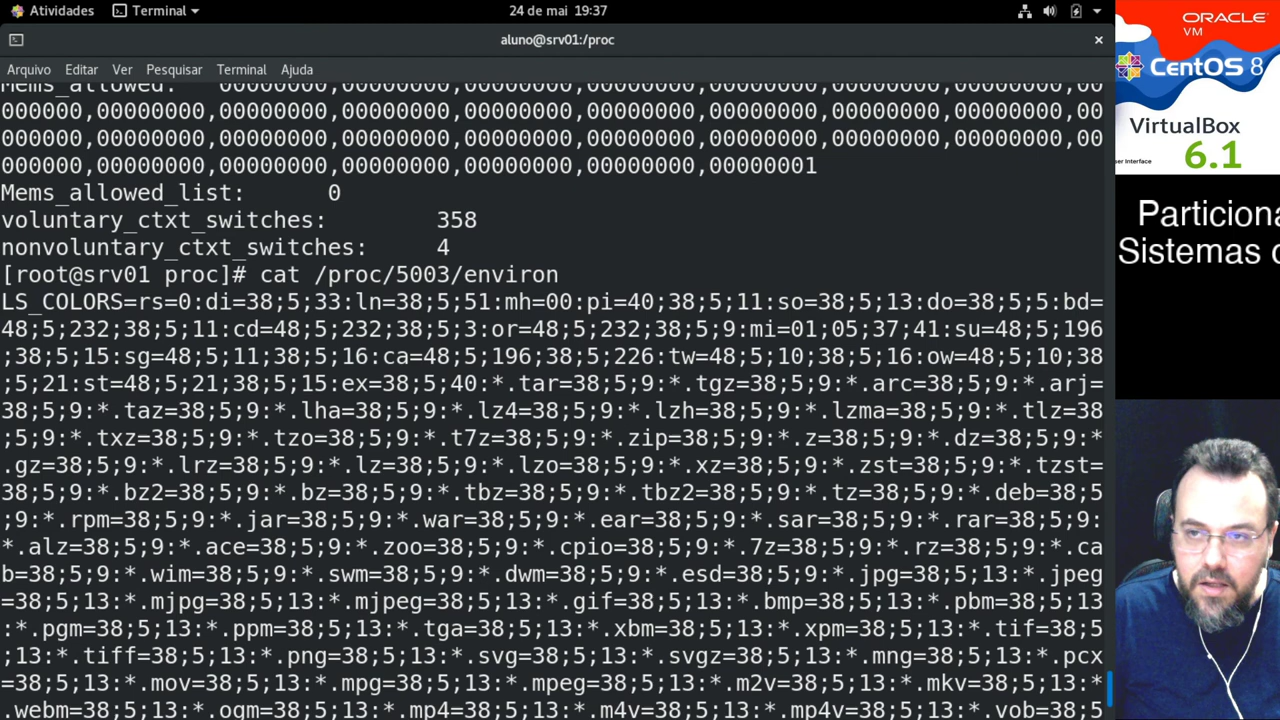 Atividades
Terminal
24 de mai 19:37
aluno@srv01:/proc
Arquivo Editar Ver Pesquisar Terminal Ajuda
Mems_allowed: 00000000,00000000,00000000,00000000,00000000,00000000,00000000,00
000000,00000000,00000000,00000000,00000000,00000000,00000000,00000000,00000000,00
000000,00000000,00000000,00000000,00000000,00000000,00000000,00000000,00000000,00
000000,00000000,00000000,00000000,00000000,00000000,00000001
Mems_allowed_list: 0
voluntary_ctxt_switches: 358
nonvoluntary_ctxt_switches: 4
[root@srv01 proc]# cat /proc/5003/environ
LS_COLORS=rs=0:di=38;5;33:ln=38;5;51:mh=00:pi=40;38;5;11:so=38;5;13:do=38;5;5:bd=
48;5;232;38;5;11:cd=48;5;232;38;5;3:or=48;5;232;38;5;9:mi=01;05;37;41:su=48;5;196
;38;5;15:sg=48;5;11;38;5;16:ca=48;5;196;38;5;226:tw=48;5;10;38;5;16:ow=48;5;10;38
;5;21:st=48;5;21;38;5;15:ex=38;5;40:*.tar=38;5;9:*.tgz=38;5;9:*.arc=38;5;9:*.arj=
38;5;9:*.taz=38;5;9:*.lha=38;5;9:*.lz4=38;5;9:*.lzh=38;5;9:*.lzma=38;5;9:*.tlz=38
;5;9:*.txz=38;5;9:*.tzo=38;5;9:*.t7z=38;5;9:*.zip=38;5;9:*.z=38;5;9:*.dz=38;5;9:*
.gz=38;5;9:*.lrz=38;5;9:*.lz=38;5;9:*.lzo=38;5;9:*.xz=38;5;9:*.zst=38;5;9:*.tzst=
38;5;9:*.bz2=38;5;9:*.bz=38;5;9:*.tbz=38;5;9:*.tbz2=38;5;9:*.tz=38;5;9:*.deb=38;5
;9:*.rpm=38;5;9:*.jar=38;5;9:*.war=38;5;9:*.ear=38;5;9:*.sar=38;5;9:*.rar=38;5;9:
*.alz=38;5;9:*.ace=38;5;9:*.zoo=38;5;9:*.cpio=38;5;9:*.7z=38;5;9:*.rz=38;5;9:*.ca
b=38;5;9:*.wim=38;5;9:*.swm=38;5;9:*.dwm=38;5;9:*.esd=38;5;9:*.jpg=38;5;13:*.jpeg
=38;5;13:*.mjpg=38;5;13:*.mjpeg=38;5;13:*.gif=38;5;13:*.bmp=38;5;13:*.pbm=38;5;13
:*.pgm=38;5;13:*.ppm=38;5;13:*.tga=38;5;13:*.xbm=38;5;13:*.xpm=38;5;13:*.tif=38;5
;13:*.tiff=38;5;13:*.png=38;5;13:*.svg=38;5;13:*.svgz=38;5;13:*.mng=38;5;13:*.pcx
=38;5;13:*.mov=38;5;13:*.mpg=38;5;13:*.mpeg=38;5;13:*.m2v=38;5;13:*.mkv=38;5;13:*
.webm=38;5;13:*.ogm=38;5;13:*.mp4=38;5;13:*.m4v=38;5;13:*.mp4v=38;5;13:*.vob=38;5
ORACLE
VM
CentOS 8
VirtualBox
ser Interface
6.1
Particiona
Sistemas